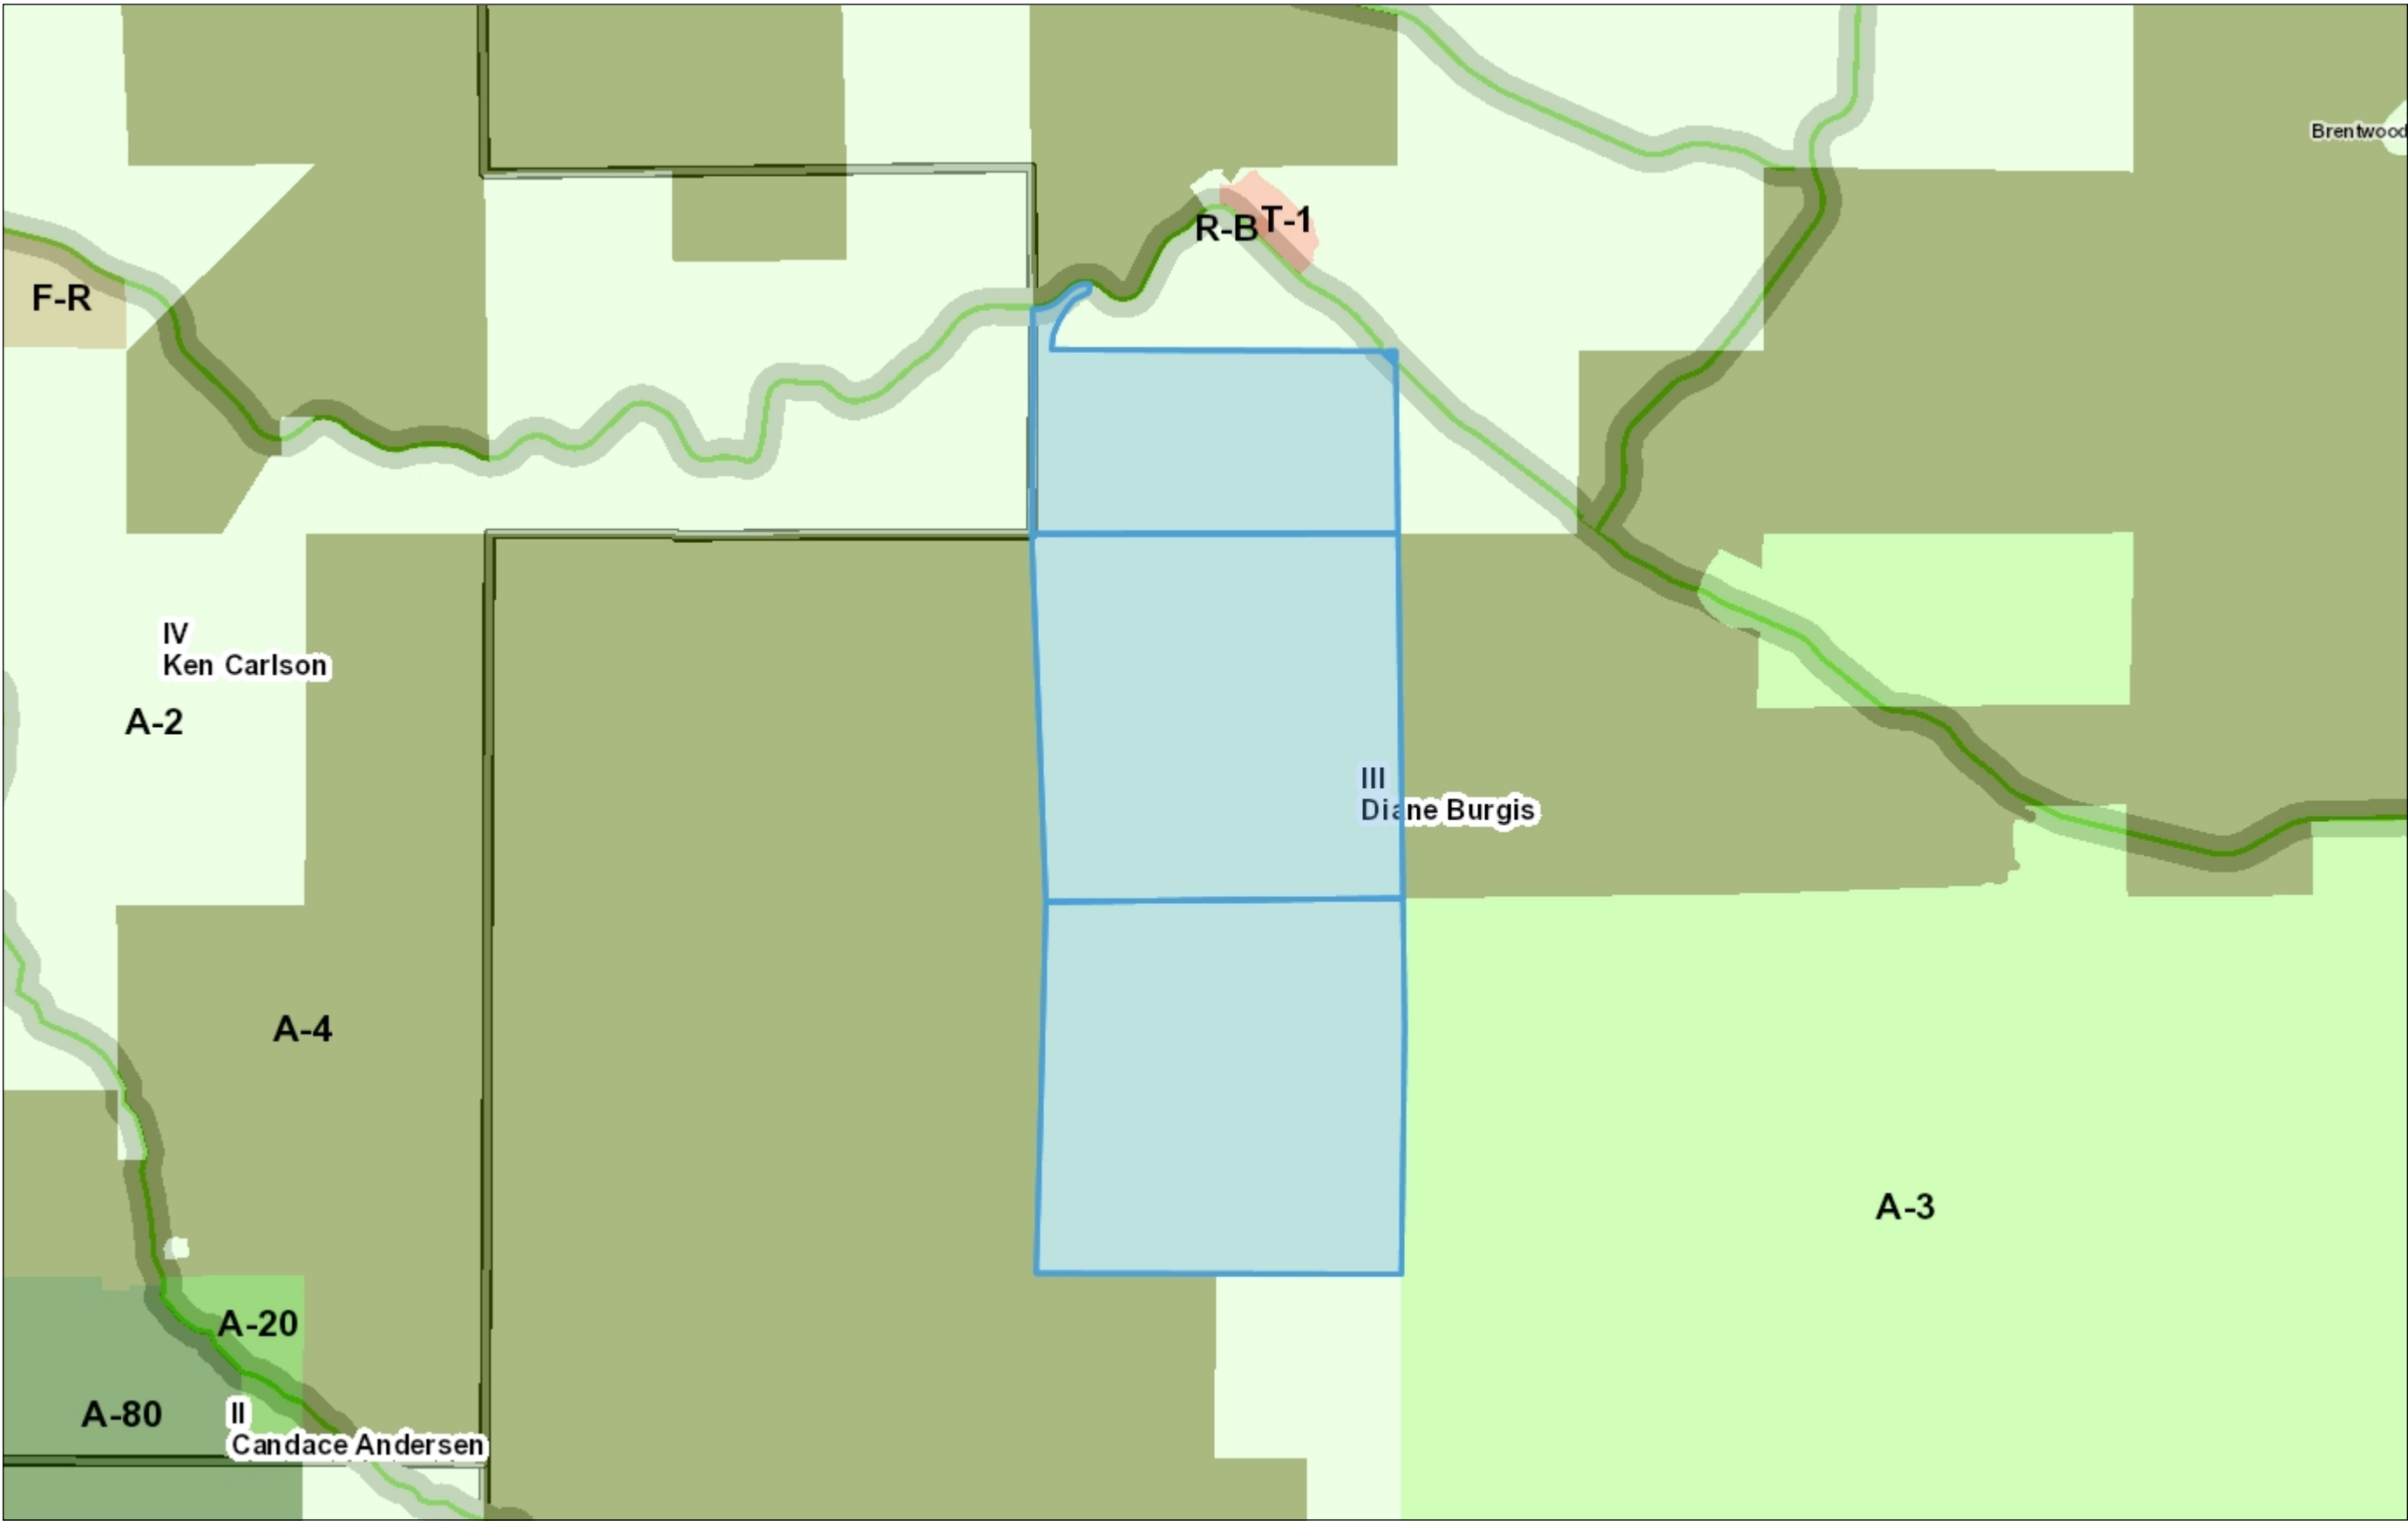 Brentwood
R-B
T-1
F-R
IV
Ken Carlson
A-2
III
Diane Burgis
A-4
A-3
A-20
A-80
II
Candace Andersen